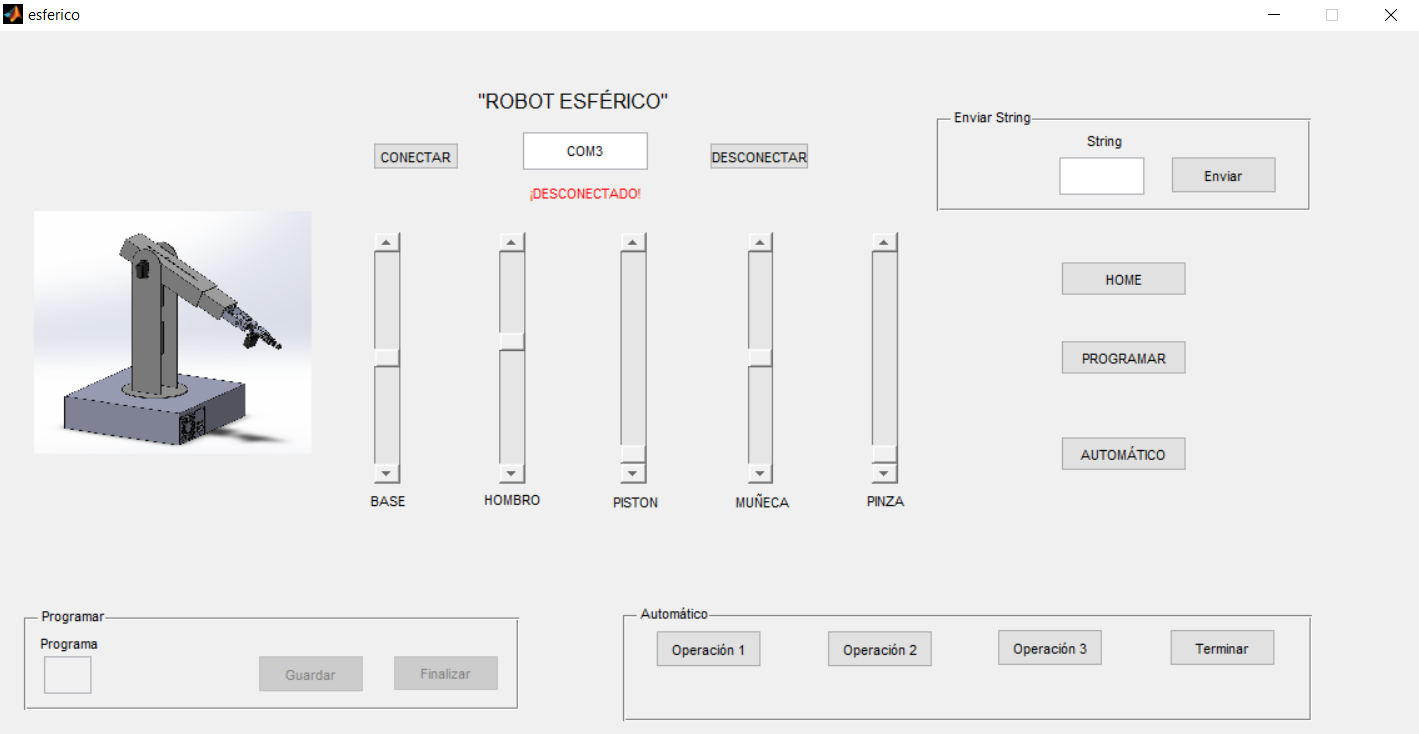 esferico
"ROBOT ESFÉRICO"
CONECTAR
COM3
DESCONECTAR
¡DESCONECTADO!
Enviar String
String
Enviar
HOME
PROGRAMAR
AUTOMÁTICO
BASE
HOMBRO
PISTON
MUÑECA
PINZA
Programar
Programa
Guardar
Finalizar
Automático
Operación 1
Operación 2
Operación 3
Terminar